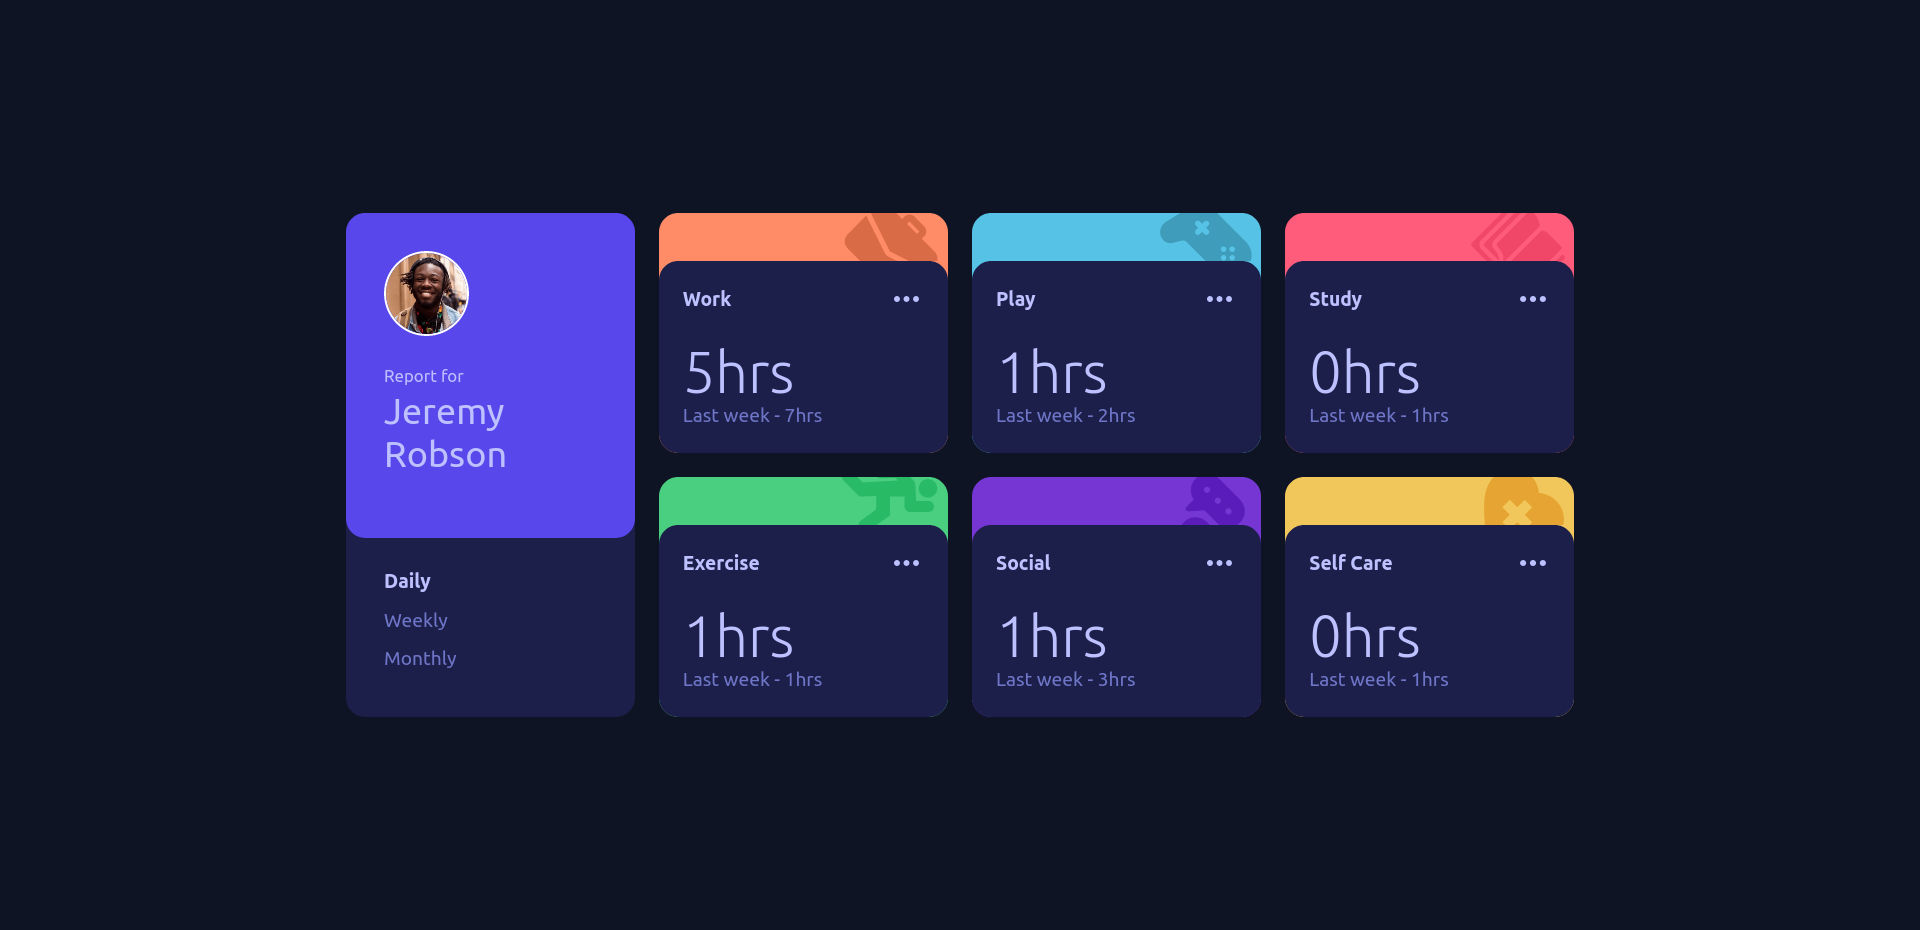 Report for
Jeremy
Robson
Daily
Weekly
Monthly
Work
5hrs
Last week - 7hrs
Play
1hrs
Last week - 2hrs
Study
0hrs
Last week - 1hrs
Exercise
1hrs
Last week - 1hrs
Social
1hrs
Last week - 3hrs
Self Care
0hrs
Last week - 1hrs